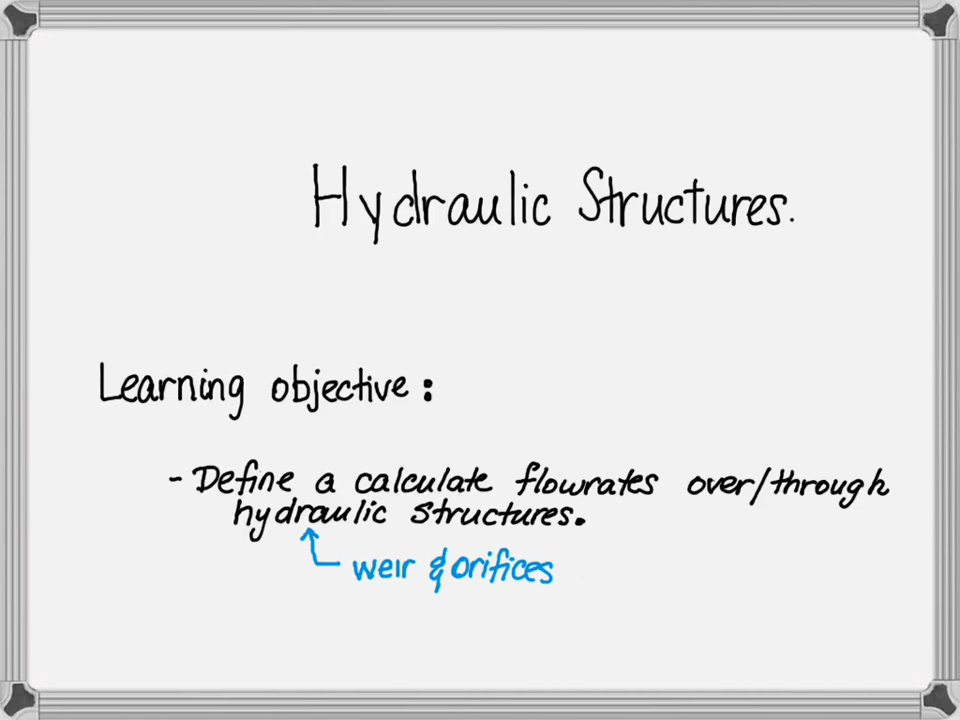 Hydraulic Structures.
Learning objective:
- Define a calculate flowrates over/through
hydraulic structures.
weir & orifices